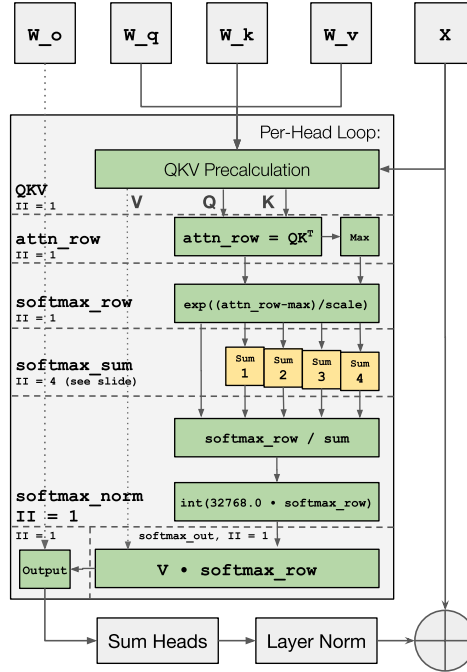 W_o W_q W_k W_v X
Per-Head Loop:
QKV Precalculation
QKV
II = 1
V Q K
attn_row
II = 1
attn_row = QKᵀ
Max
softmax_row
II = 1
exp((attn_row-max)/scale)
softmax_sum
II = 4 (see slide)
Sum 1
Sum 2
Sum 3
Sum 4
softmax_row / sum
softmax_norm
II = 1
int(32768.0 • softmax_row)
II = 1
softmax_out, II = 1
Output
V • softmax_row
Sum Heads
Layer Norm